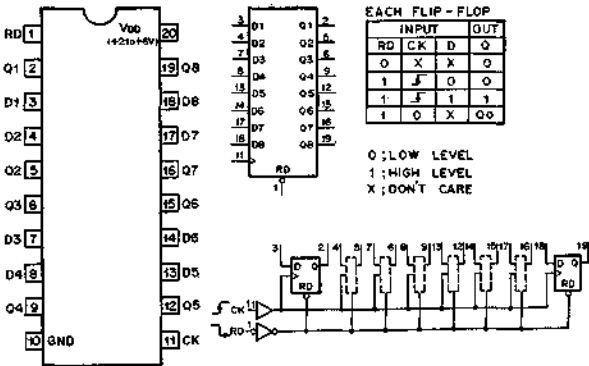 VDD
(+2to+6V)
RD 1
20
Q1 2
19 Q8
D1 3
18 D8
D2 4
17 D7
Q2 5
16 Q7
Q3 6
15 Q6
D3 7
14 D6
D4 8
13 D5
Q4 9
12 Q5
10 GND
11 CK
3 D1 Q1 2
4 D2 Q2 5
7 D3 Q3 6
8 D4 Q4 9
13 D5 Q5 12
14 D6 Q6 15
17 D7 Q7 16
18 D8 Q8 19
11
RD
1
EACH FLIP-FLOP
INPUT OUT
RD CK D Q
0 X X 0
1 0 0
1 1 1
1 0 X Q0
0 ; LOW LEVEL
1 ; HIGH LEVEL
X ; DON'T CARE
3 2 4 5 7 6 8 9 13 12 14 15 17 16 18 19
D Q
RD
D Q
RD
CK 11
RD 1